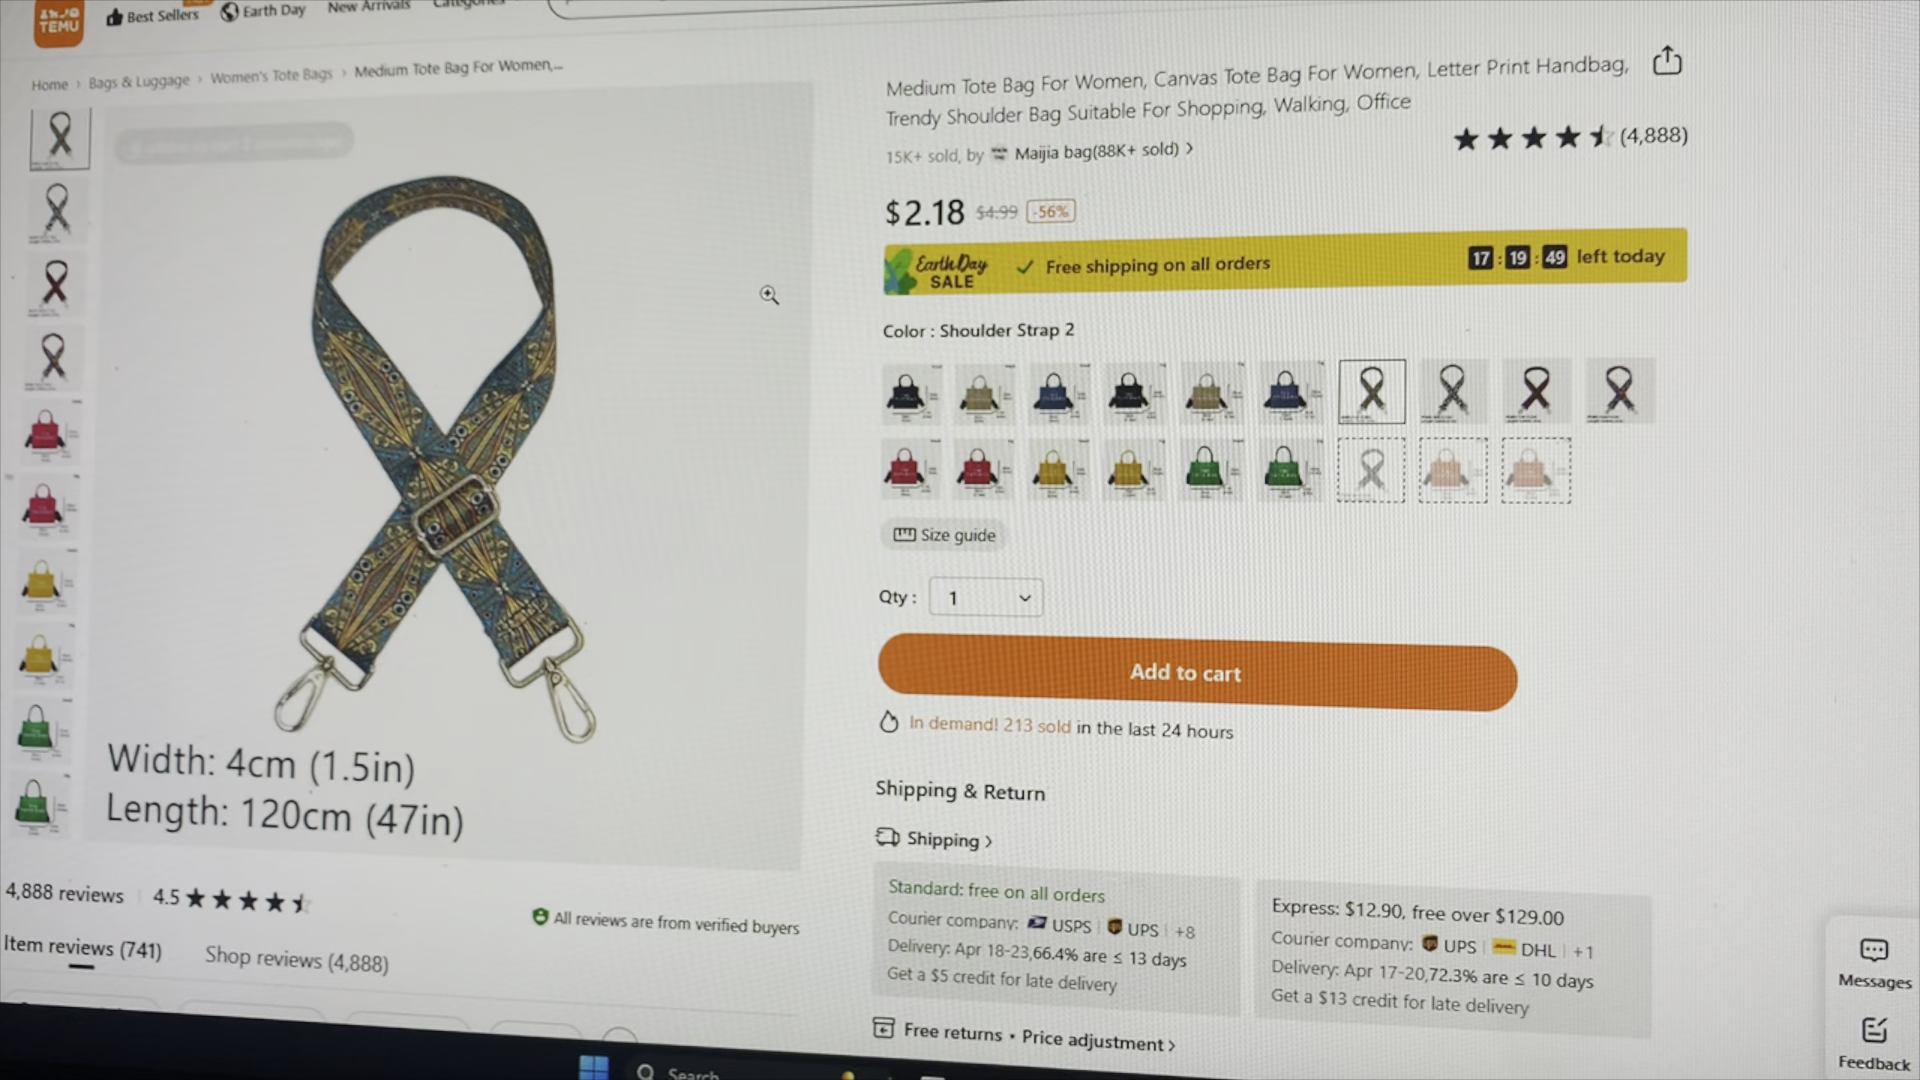 TEMU
Best Sellers
Earth Day
New Arrivals
Categories
Home > Bags & Luggage > Women's Tote Bags > Medium Tote Bag For Women,...
Medium Tote Bag For Women, Canvas Tote Bag For Women, Letter Print Handbag,
Trendy Shoulder Bag Suitable For Shopping, Walking, Office
15K+ sold, by Maijia bag(88K+ sold) >
(4,888)
$2.18 $4.99 -56%
Earth Day
SALE
Free shipping on all orders
17 : 19 : 49 left today
Color : Shoulder Strap 2
Size guide
Qty : 1
Add to cart
In demand! 213 sold in the last 24 hours
Width: 4cm (1.5in)
Length: 120cm (47in)
Shipping & Return
Shipping >
Standard: free on all orders
Courier company: USPS | UPS | +8
Delivery: Apr 18-23,66.4% are ≤ 13 days
Get a $5 credit for late delivery
Express: $12.90, free over $129.00
Courier company: UPS | DHL | +1
Delivery: Apr 17-20,72.3% are ≤ 10 days
Get a $13 credit for late delivery
Free returns • Price adjustment >
4,888 reviews | 4.5
All reviews are from verified buyers
Item reviews (741)
Shop reviews (4,888)
Messages
Feedback
Search